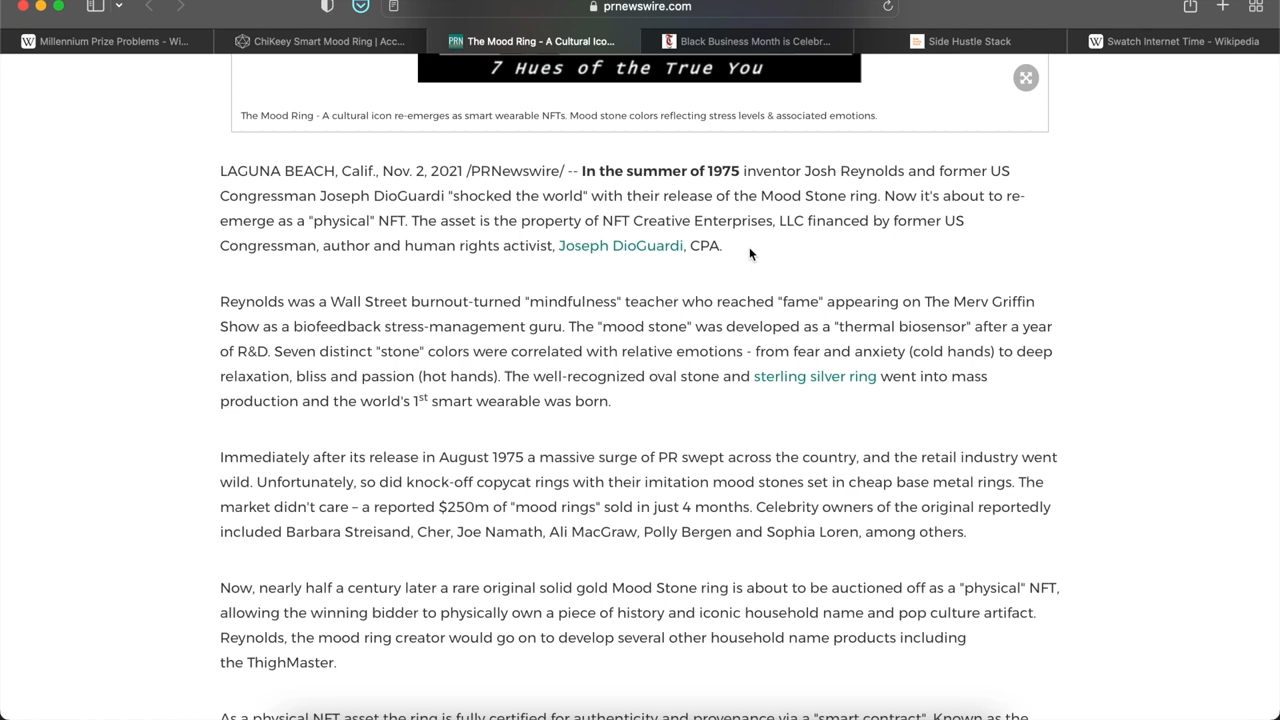 prnewswire.com
Millennium Prize Problems - Wi...
ChiKeey Smart Mood Ring | Acc...
PRN The Mood Ring - A Cultural Ico...
Black Business Month is Celebr...
Side Hustle Stack
Swatch Internet Time - Wikipedia
7 Hues of the True You
The Mood Ring - A cultural icon re-emerges as smart wearable NFTs. Mood stone colors reflecting stress levels & associated emotions.
LAGUNA BEACH, Calif., Nov. 2, 2021 /PRNewswire/ -- In the summer of 1975 inventor Josh Reynolds and former US
Congressman Joseph DioGuardi "shocked the world" with their release of the Mood Stone ring. Now it's about to re-
emerge as a "physical" NFT. The asset is the property of NFT Creative Enterprises, LLC financed by former US
Congressman, author and human rights activist, Joseph DioGuardi, CPA.
Reynolds was a Wall Street burnout-turned "mindfulness" teacher who reached "fame" appearing on The Merv Griffin
Show as a biofeedback stress-management guru. The "mood stone" was developed as a "thermal biosensor" after a year
of R&D. Seven distinct "stone" colors were correlated with relative emotions - from fear and anxiety (cold hands) to deep
relaxation, bliss and passion (hot hands). The well-recognized oval stone and sterling silver ring went into mass
production and the world's 1st smart wearable was born.
Immediately after its release in August 1975 a massive surge of PR swept across the country, and the retail industry went
wild. Unfortunately, so did knock-off copycat rings with their imitation mood stones set in cheap base metal rings. The
market didn't care – a reported $250m of "mood rings" sold in just 4 months. Celebrity owners of the original reportedly
included Barbara Streisand, Cher, Joe Namath, Ali MacGraw, Polly Bergen and Sophia Loren, among others.
Now, nearly half a century later a rare original solid gold Mood Stone ring is about to be auctioned off as a "physical" NFT,
allowing the winning bidder to physically own a piece of history and iconic household name and pop culture artifact.
Reynolds, the mood ring creator would go on to develop several other household name products including
the ThighMaster.
As a physical NFT asset the ring is fully certified for authenticity and provenance via a "smart contract". Known as the